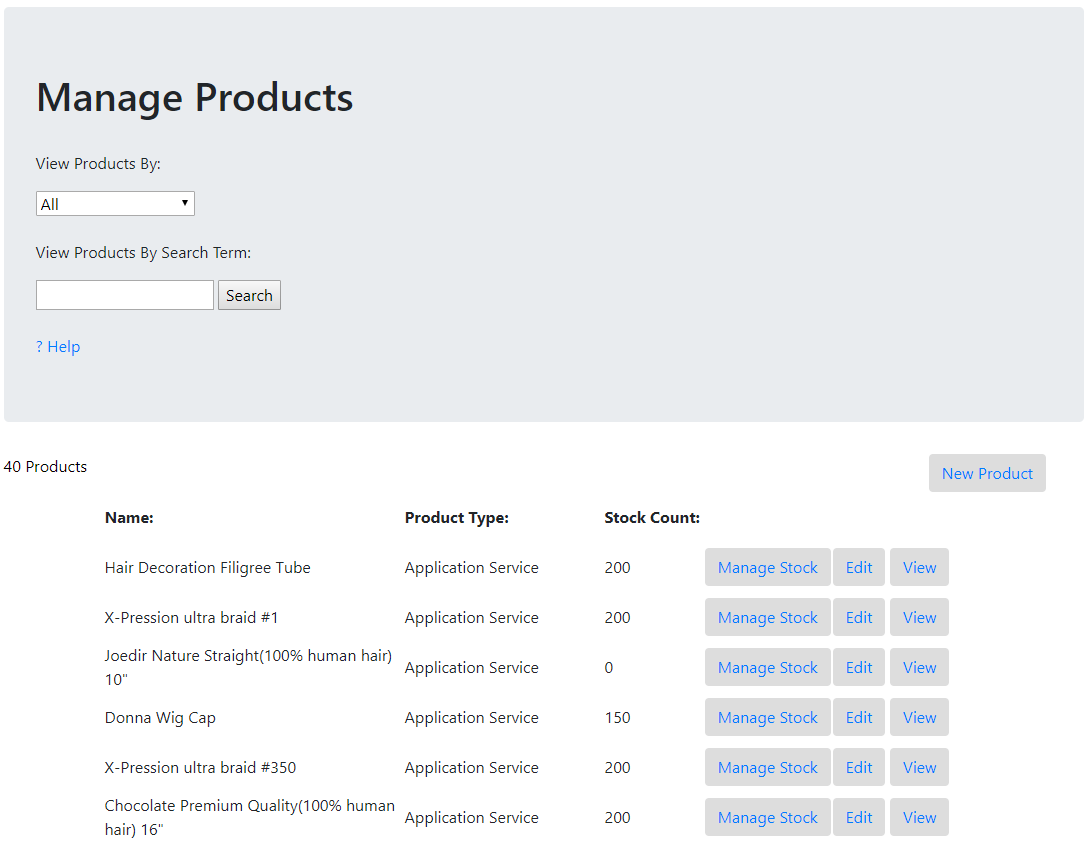 Manage Products
View Products By:
All
View Products By Search Term:
Search
? Help
40 Products
New Product
Name: Product Type: Stock Count:
Hair Decoration Filigree Tube Application Service 200 Manage Stock Edit View
X-Pression ultra braid #1 Application Service 200 Manage Stock Edit View
Joedir Nature Straight(100% human hair)
10" Application Service 0 Manage Stock Edit View
Donna Wig Cap Application Service 150 Manage Stock Edit View
X-Pression ultra braid #350 Application Service 200 Manage Stock Edit View
Chocolate Premium Quality(100% human
hair) 16" Application Service 200 Manage Stock Edit View